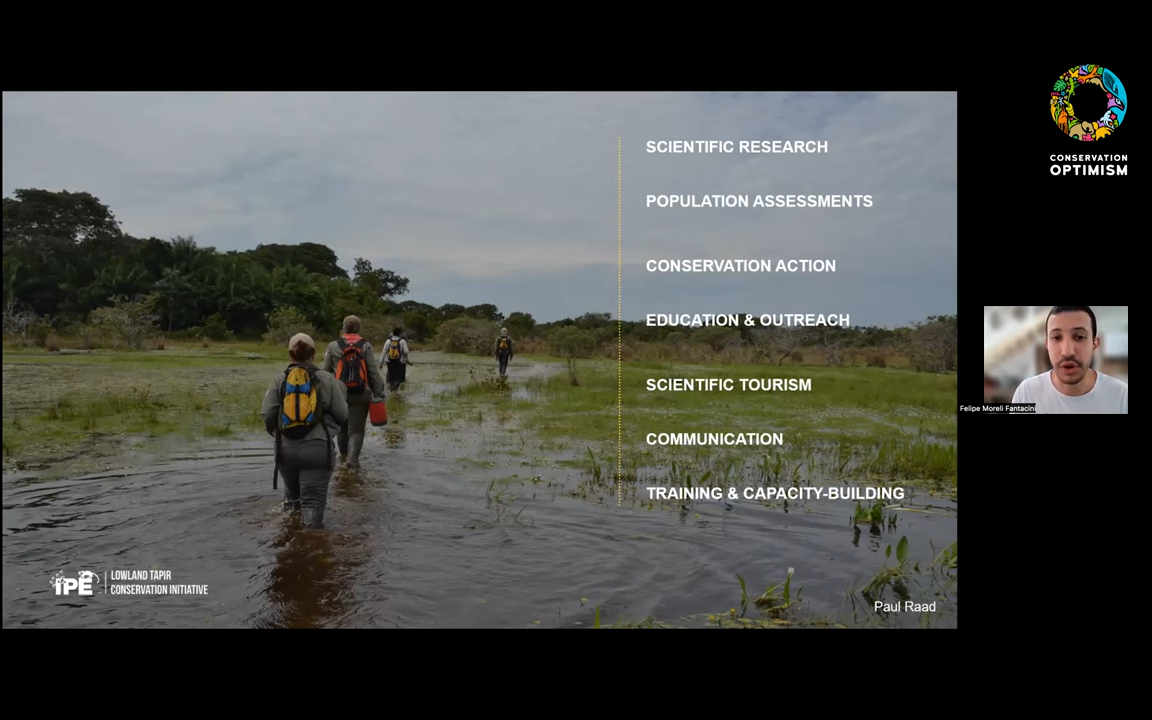 SCIENTIFIC RESEARCH
POPULATION ASSESSMENTS
CONSERVATION ACTION
EDUCATION & OUTREACH
SCIENTIFIC TOURISM
COMMUNICATION
TRAINING & CAPACITY-BUILDING
IPÊ
LOWLAND TAPIR
CONSERVATION INITIATIVE
Paul Raad
CONSERVATION
OPTIMISM
Felipe Moreli Fantacini